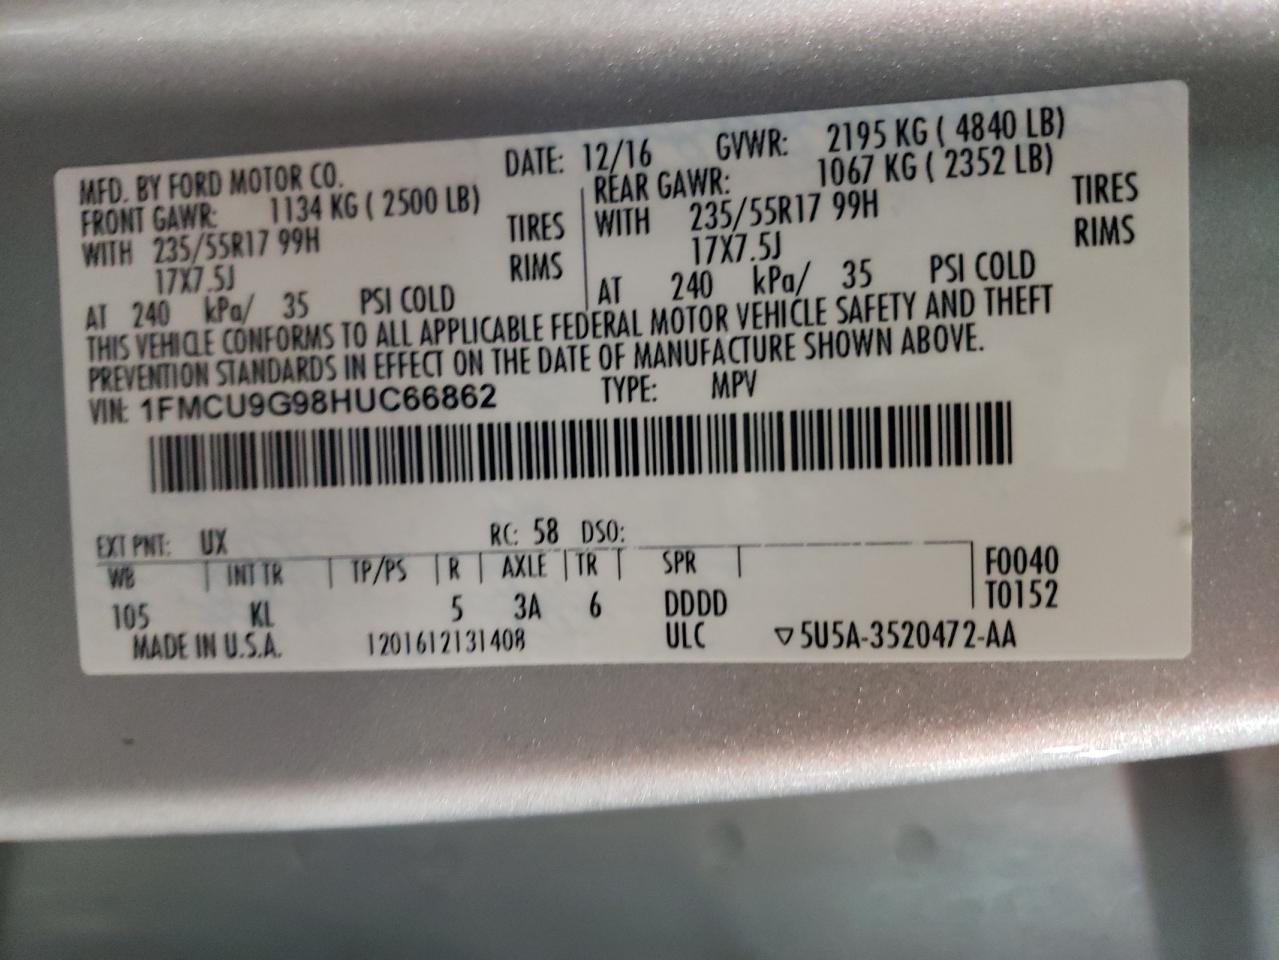 MFD. BY FORD MOTOR CO. DATE: 12/16 GVWR: 2195 KG ( 4840 LB)
FRONT GAWR: 1134 KG ( 2500 LB) REAR GAWR: 1067 KG ( 2352 LB)
WITH 235/55R17 99H TIRES WITH 235/55R17 99H TIRES
17X7.5J RIMS 17X7.5J RIMS
AT 240 kPa/ 35 PSI COLD AT 240 kPa/ 35 PSI COLD
THIS VEHICLE CONFORMS TO ALL APPLICABLE FEDERAL MOTOR VEHICLE SAFETY AND THEFT
PREVENTION STANDARDS IN EFFECT ON THE DATE OF MANUFACTURE SHOWN ABOVE.
VIN: 1FMCU9G98HUC66862 TYPE: MPV
EXT PNT: UX RC: 58 DSO:
WB INT TR TP/PS R AXLE TR SPR F0040
105 KL 5 3A 6 DDDD T0152
MADE IN U.S.A. 1201612131408 ULC ▽5U5A-3520472-AA